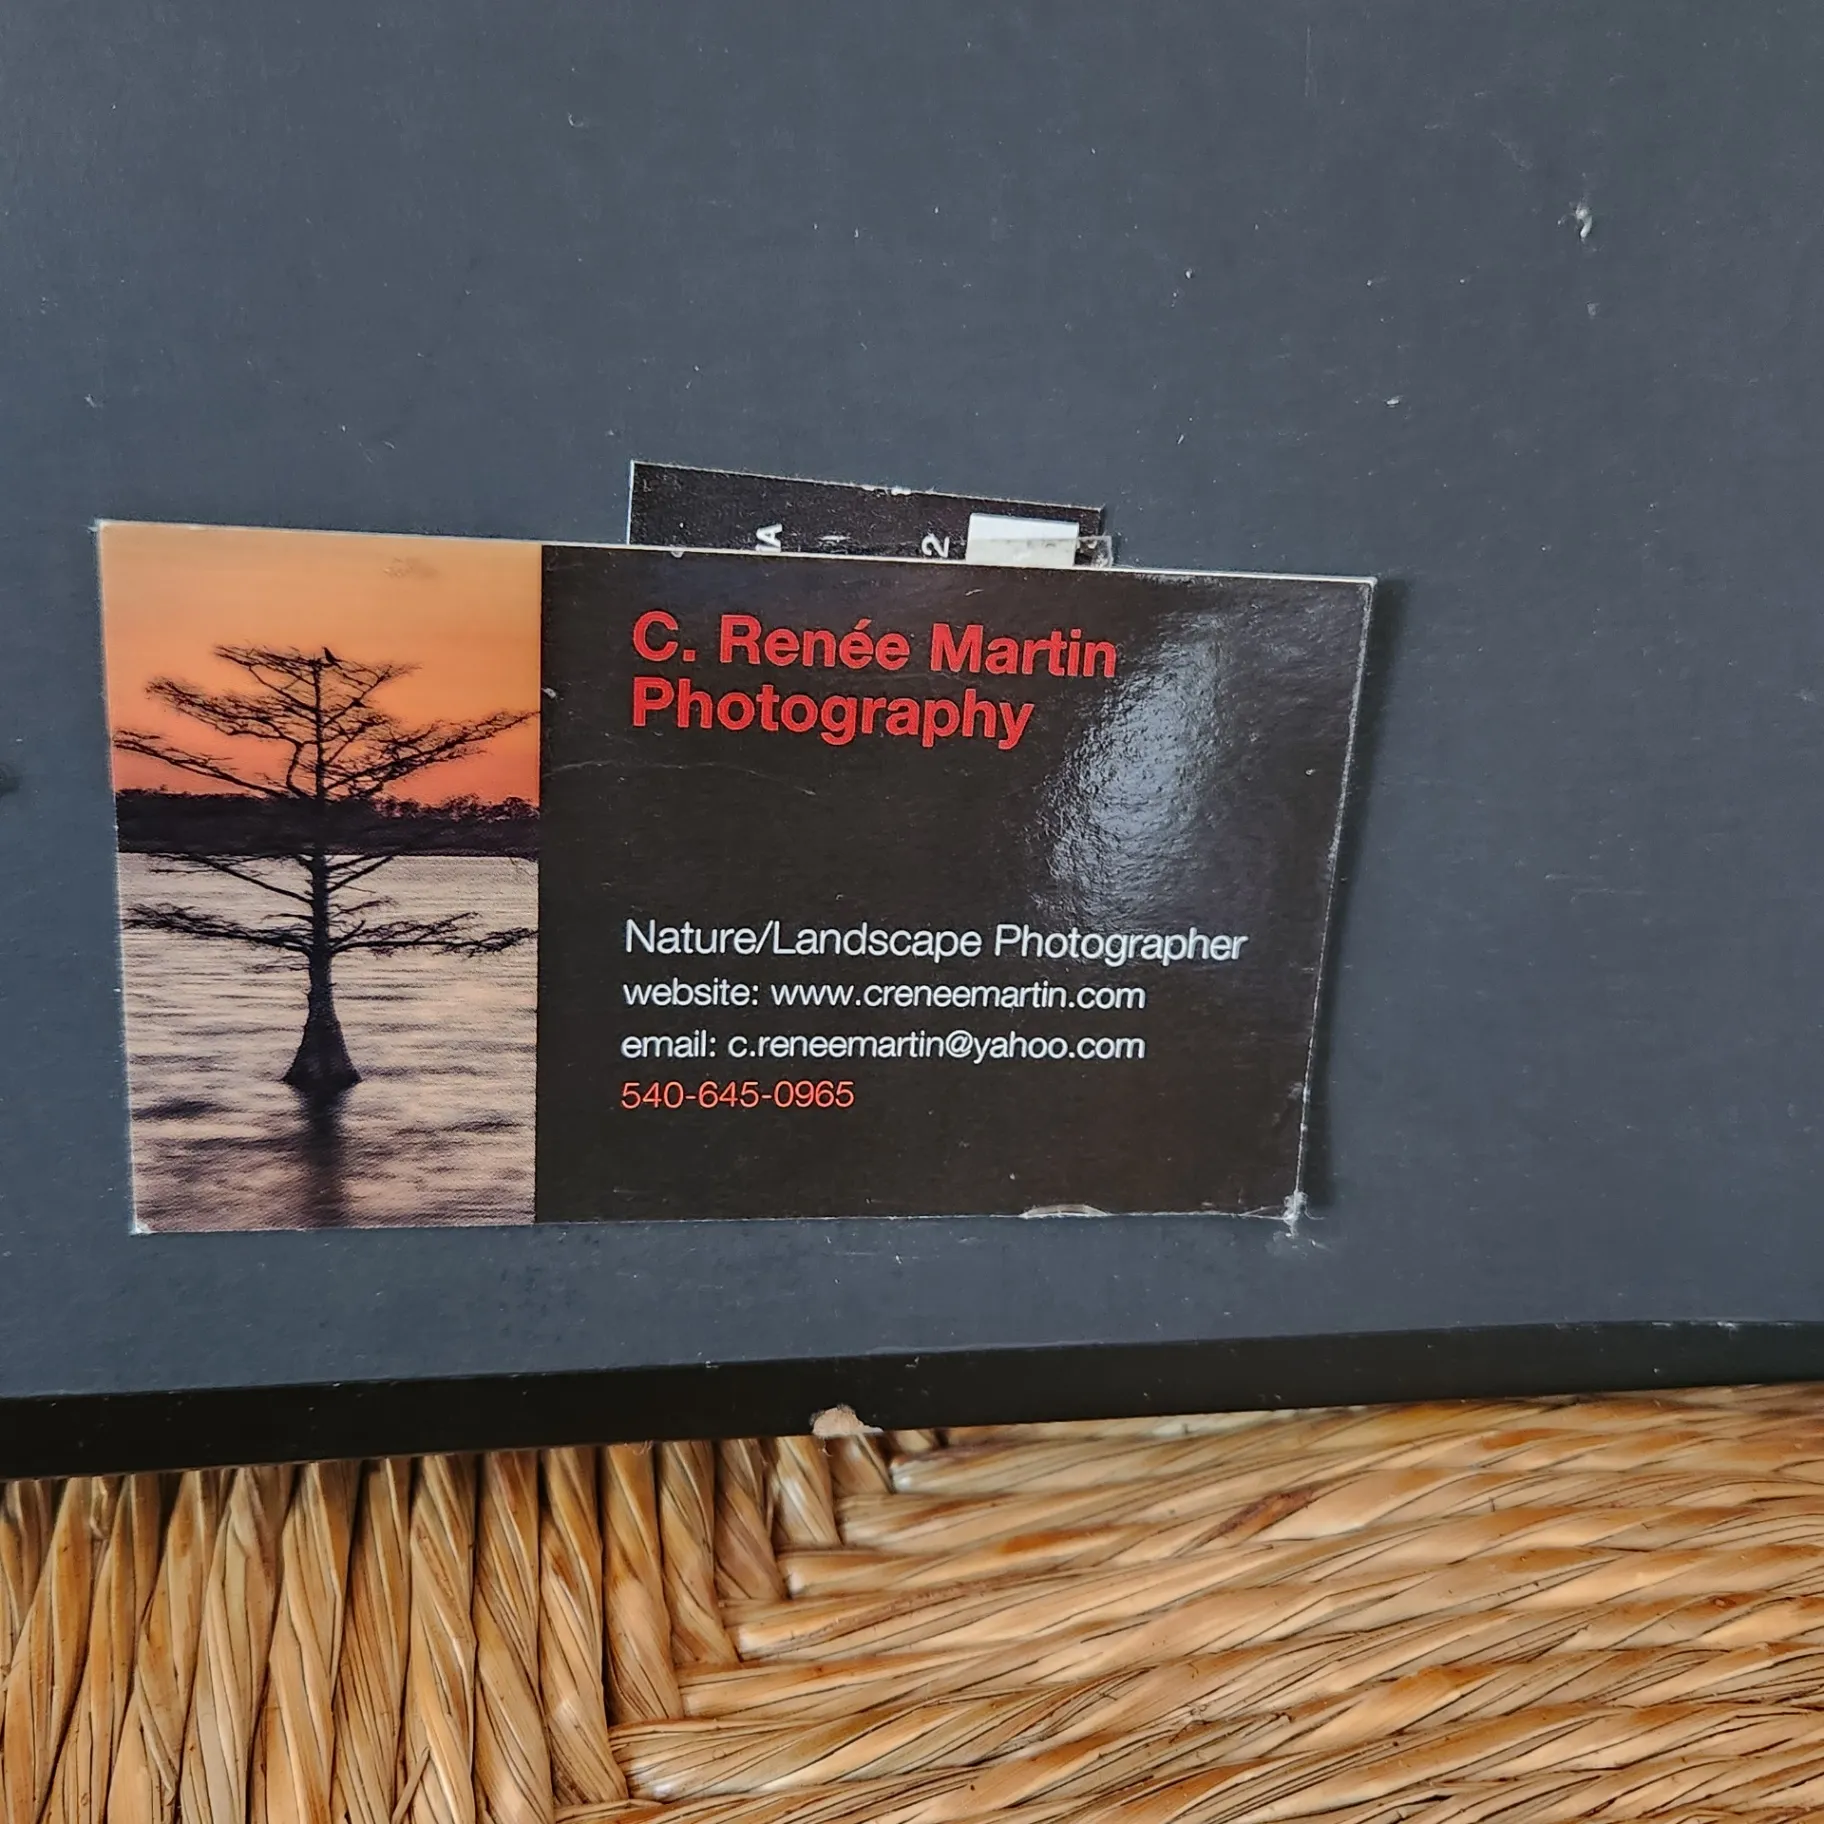 C. Renée Martin
Photography
Nature/Landscape Photographer
website: www.creneemartin.com
email: c.reneemartin@yahoo.com
540-645-0965